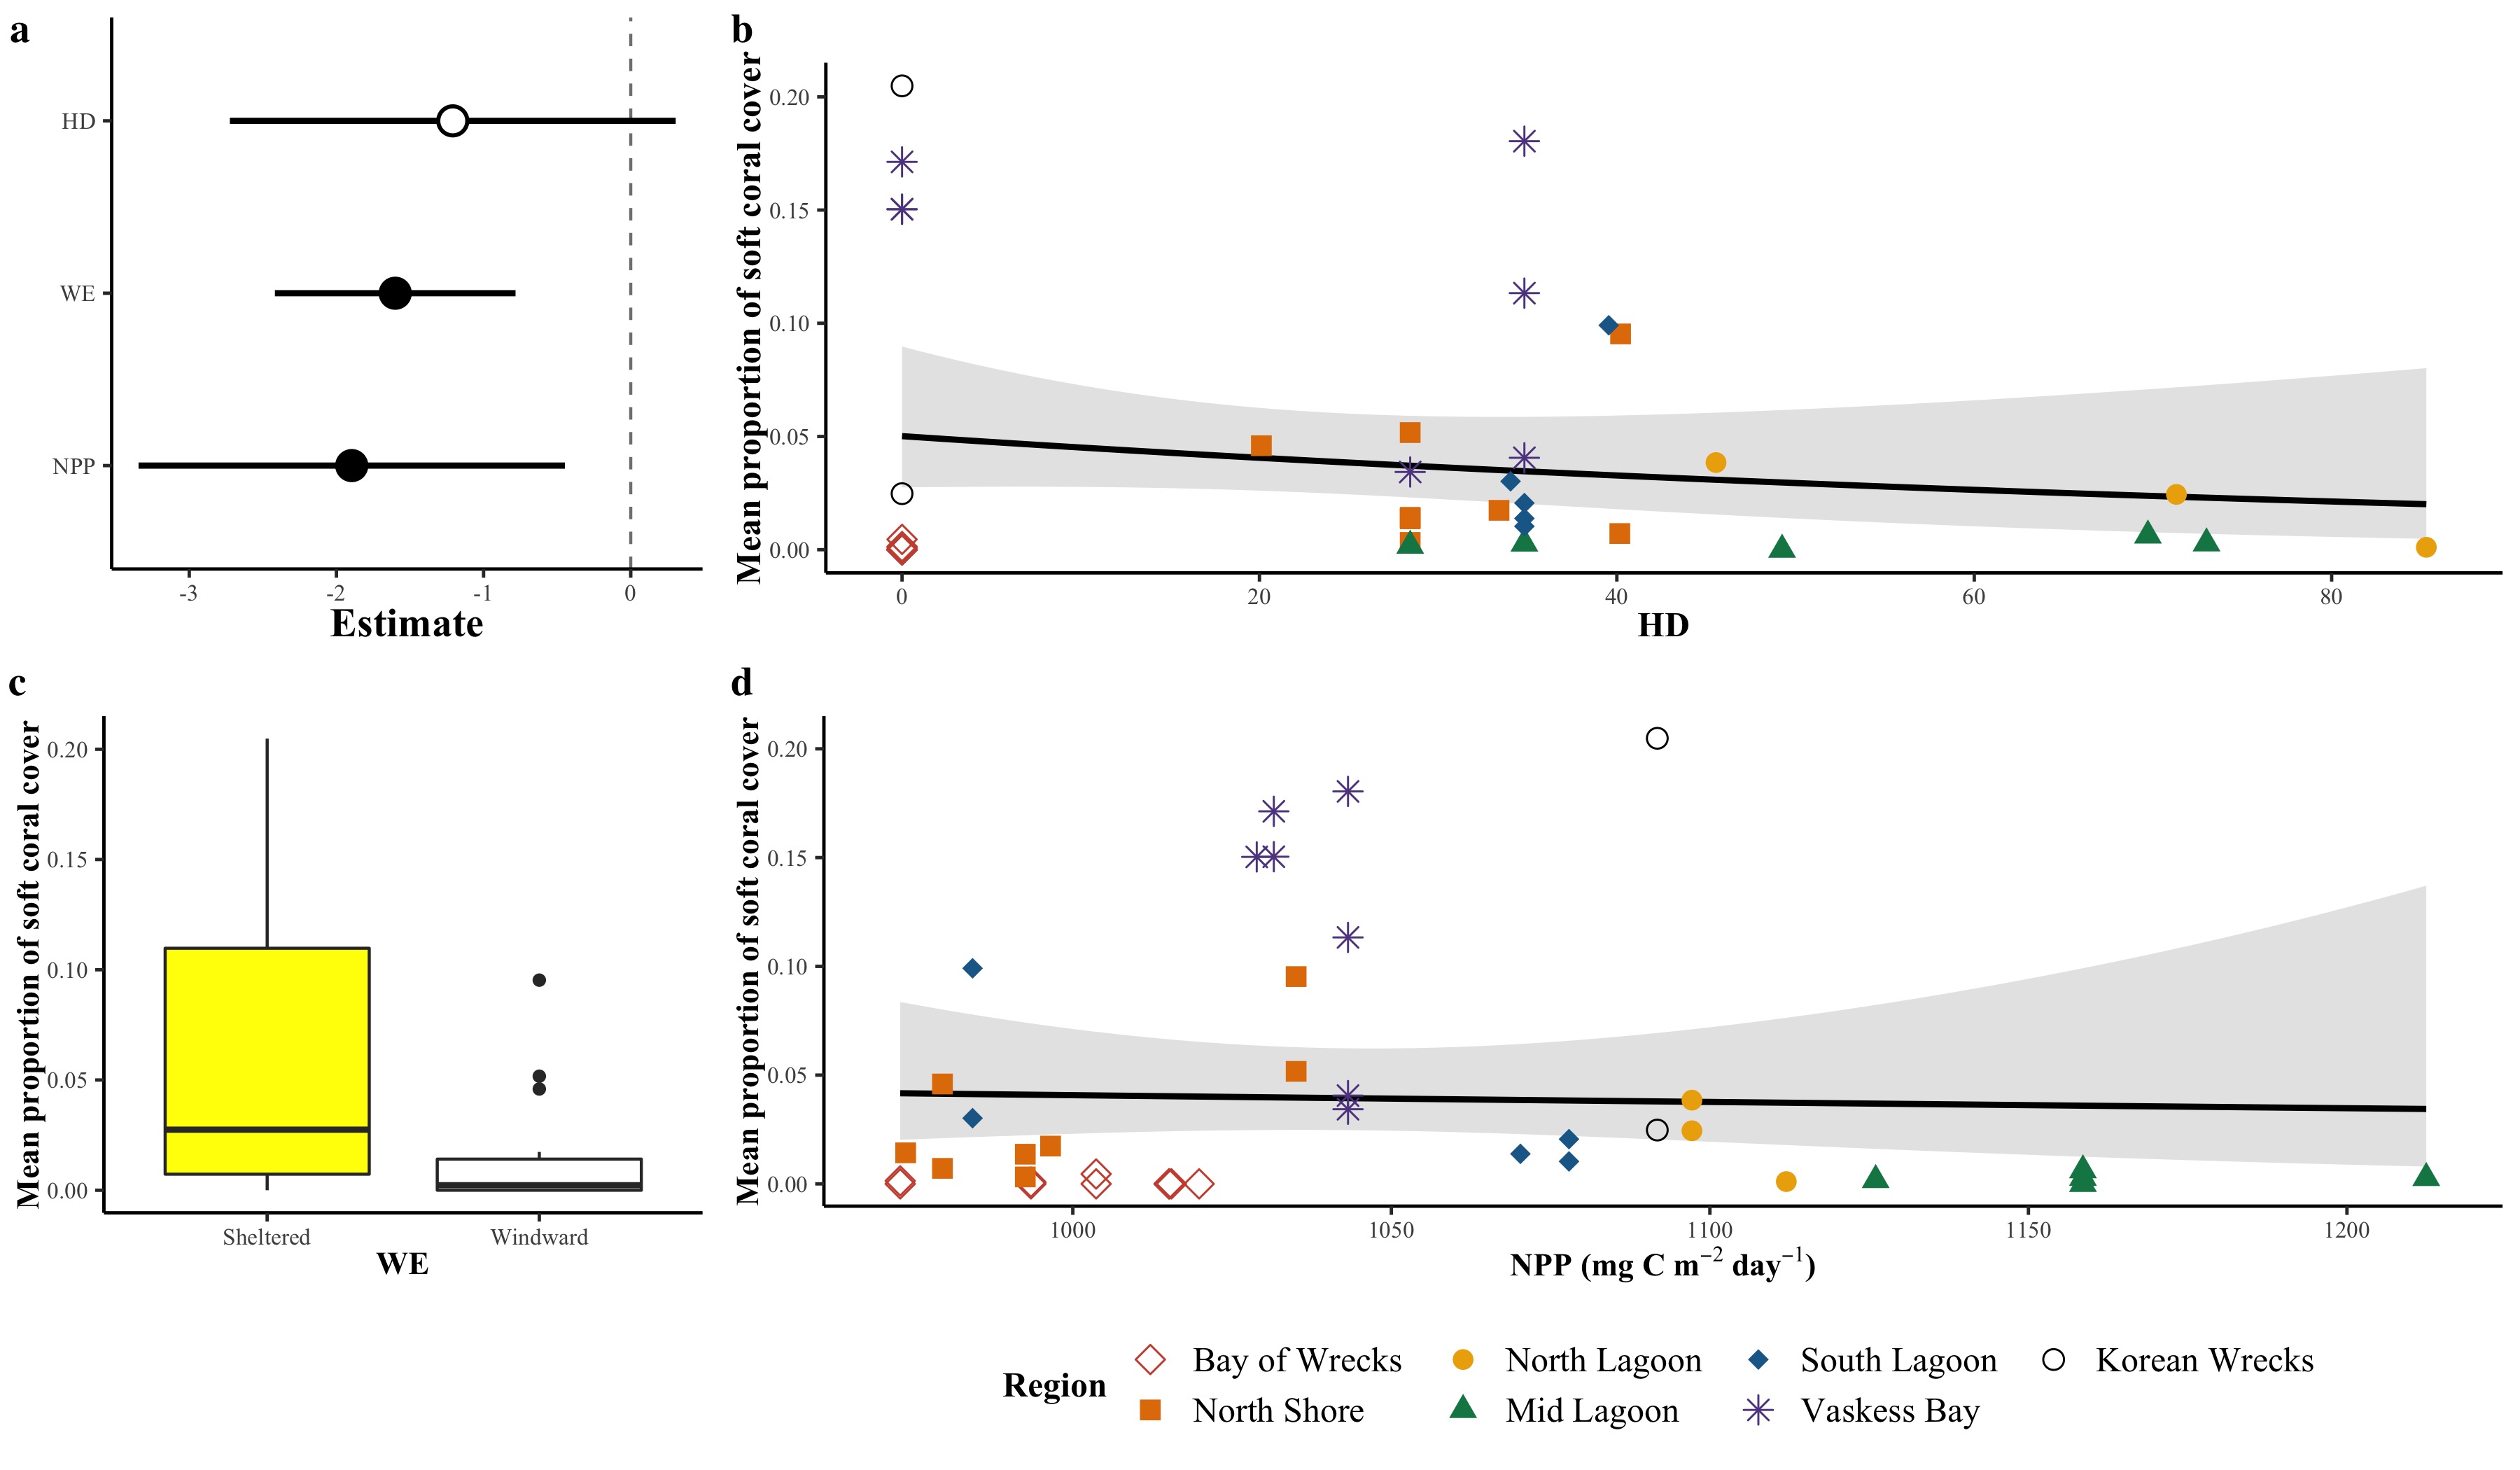 a
HD
WE
NPP
-3 -2 -1 0
Estimate
b
Mean proportion of soft coral cover
0.20
0.15
0.10
0.05
0.00
0 20 40 60 80
HD
c
Mean proportion of soft coral cover
0.20
0.15
0.10
0.05
0.00
Sheltered Windward
WE
d
Mean proportion of soft coral cover
0.20
0.15
0.10
0.05
0.00
1000 1050 1100 1150 1200
NPP (mg C m⁻² day⁻¹)
Region
Bay of Wrecks North Lagoon South Lagoon Korean Wrecks
North Shore Mid Lagoon Vaskess Bay